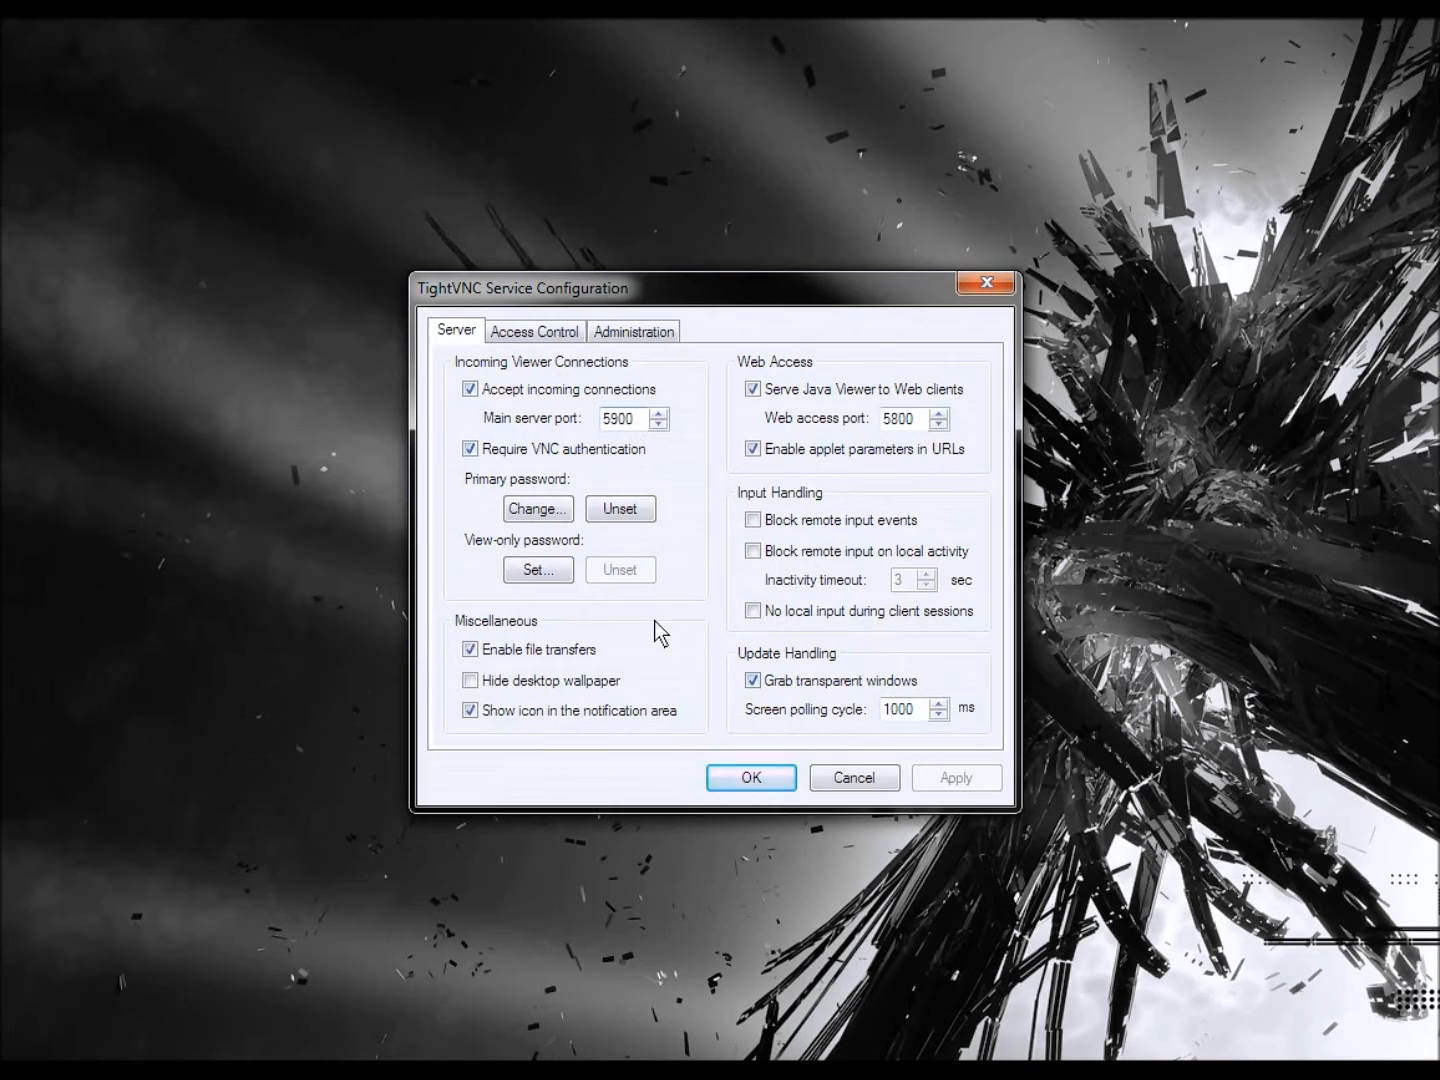 TightVNC Service Configuration
Server
Access Control
Administration
Incoming Viewer Connections
Accept incoming connections
Main server port: 5900
Require VNC authentication
Primary password:
Change... Unset
View-only password:
Set... Unset
Miscellaneous
Enable file transfers
Hide desktop wallpaper
Show icon in the notification area
Web Access
Serve Java Viewer to Web clients
Web access port: 5800
Enable applet parameters in URLs
Input Handling
Block remote input events
Block remote input on local activity
Inactivity timeout: 3 sec
No local input during client sessions
Update Handling
Grab transparent windows
Screen polling cycle: 1000 ms
OK Cancel Apply